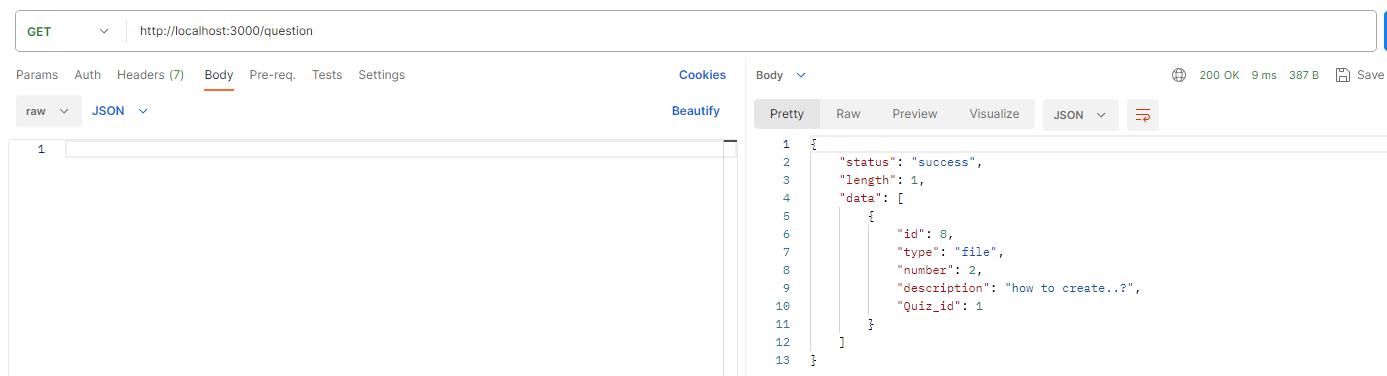 GET http://localhost:3000/question
Params Auth Headers (7) Body Pre-req. Tests Settings Cookies
raw JSON Beautify
1
Body 200 OK 9 ms 387 B Save
Pretty Raw Preview Visualize JSON
1 {
2 "status": "success",
3 "length": 1,
4 "data": [
5 {
6 "id": 8,
7 "type": "file",
8 "number": 2,
9 "description": "how to create..?",
10 "Quiz_id": 1
11 }
12 ]
13 }